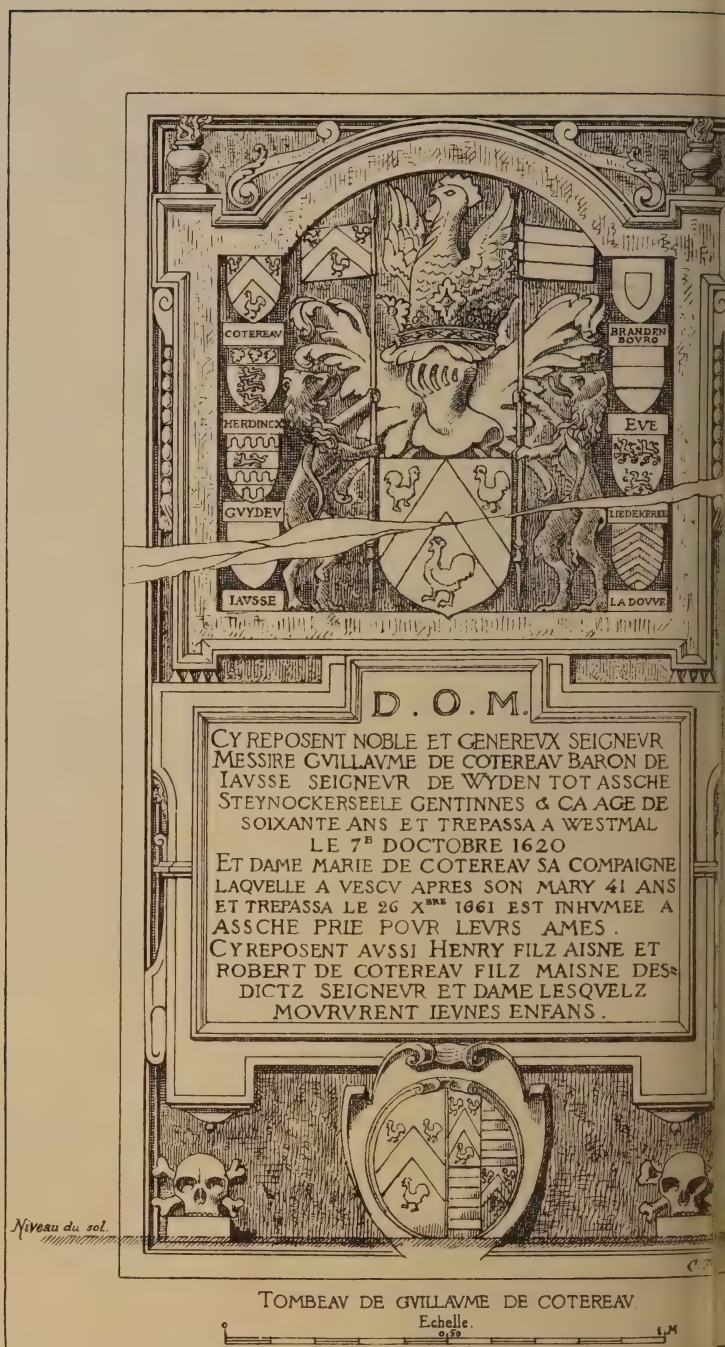 COTEREAV
HERDINCX
GVYDEV
IAVSSE
BRANDEN
BOVRG
EVE
LIEDEKERKE
LA DOVVE
D.O.M.
CY REPOSENT NOBLE ET GENEREVX SEIGNEVR
MESSIRE GVILLAVME DE COTEREAV BARON DE
IAVSSE SEIGNEVR DE WYDEN TOT ASSCHE
STEYNOCKERSEELE GENTINNES & CA AGE DE
SOIXANTE ANS ET TREPASSA A WESTMAL
LE 7ᴱ DOCTOBRE 1620
ET DAME MARIE DE COTEREAV SA COMPAIGNE
LAQVELLE A VESCV APRES SON MARY 41 ANS
ET TREPASSA LE 26 Xᴮᴿᴱ 1661 EST INHVMEE A
ASSCHE PRIE POVR LEVRS AMES .
CY REPOSENT AVSSI HENRY FILZ AISNE ET
ROBERT DE COTEREAV FILZ MAISNE DES=
DICTZ SEIGNEVR ET DAME LESQVELZ
MOVRVRENT IEVNES ENFANS .
Niveau du sol.
TOMBEAV DE GVILLAVME DE COTEREAV.
Echelle.
0 0,50 1 M